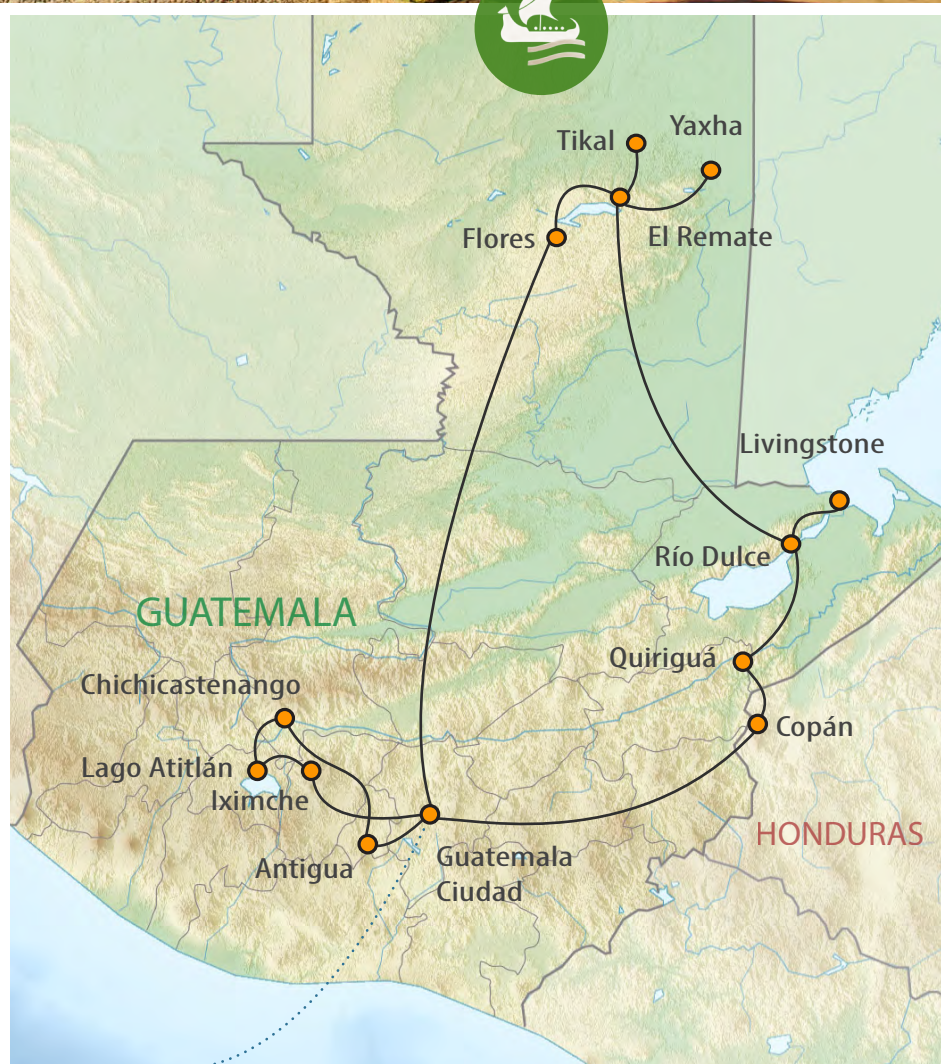 Tikal
Yaxha
Flores
El Remate
Livingstone
Río Dulce
GUATEMALA
Quiriguá
Chichicastenango
Copán
Lago Atitlán
Iximche
HONDURAS
Antigua
Guatemala
Ciudad